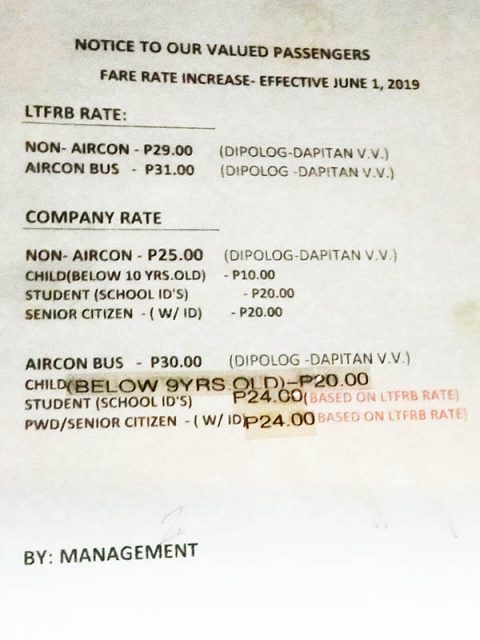 NOTICE TO OUR VALUED PASSENGERS
FARE RATE INCREASE- EFFECTIVE JUNE 1, 2019
LTFRB RATE:
NON- AIRCON - P29.00 (DIPOLOG-DAPITAN V.V.)
AIRCON BUS - P31.00 (DIPOLOG -DAPITAN V.V.)
COMPANY RATE
NON- AIRCON - P25.00 (DIPOLOG-DAPITAN V.V.)
CHILD(BELOW 10 YRS.OLD) - P10.00
STUDENT (SCHOOL ID'S) - P20.00
SENIOR CITIZEN - ( W/ ID) - P20.00
AIRCON BUS - P30.00 (DIPOLOG -DAPITAN V.V.)
CHILD(BELOW 9YRS.OLD)-P20.00
STUDENT (SCHOOL ID'S) P24.00(BASED ON LTFRB RATE)
PWD/SENIOR CITIZEN - ( W/ ID)P24.00 BASED ON LTFRB RATE)
BY: MANAGEMENT